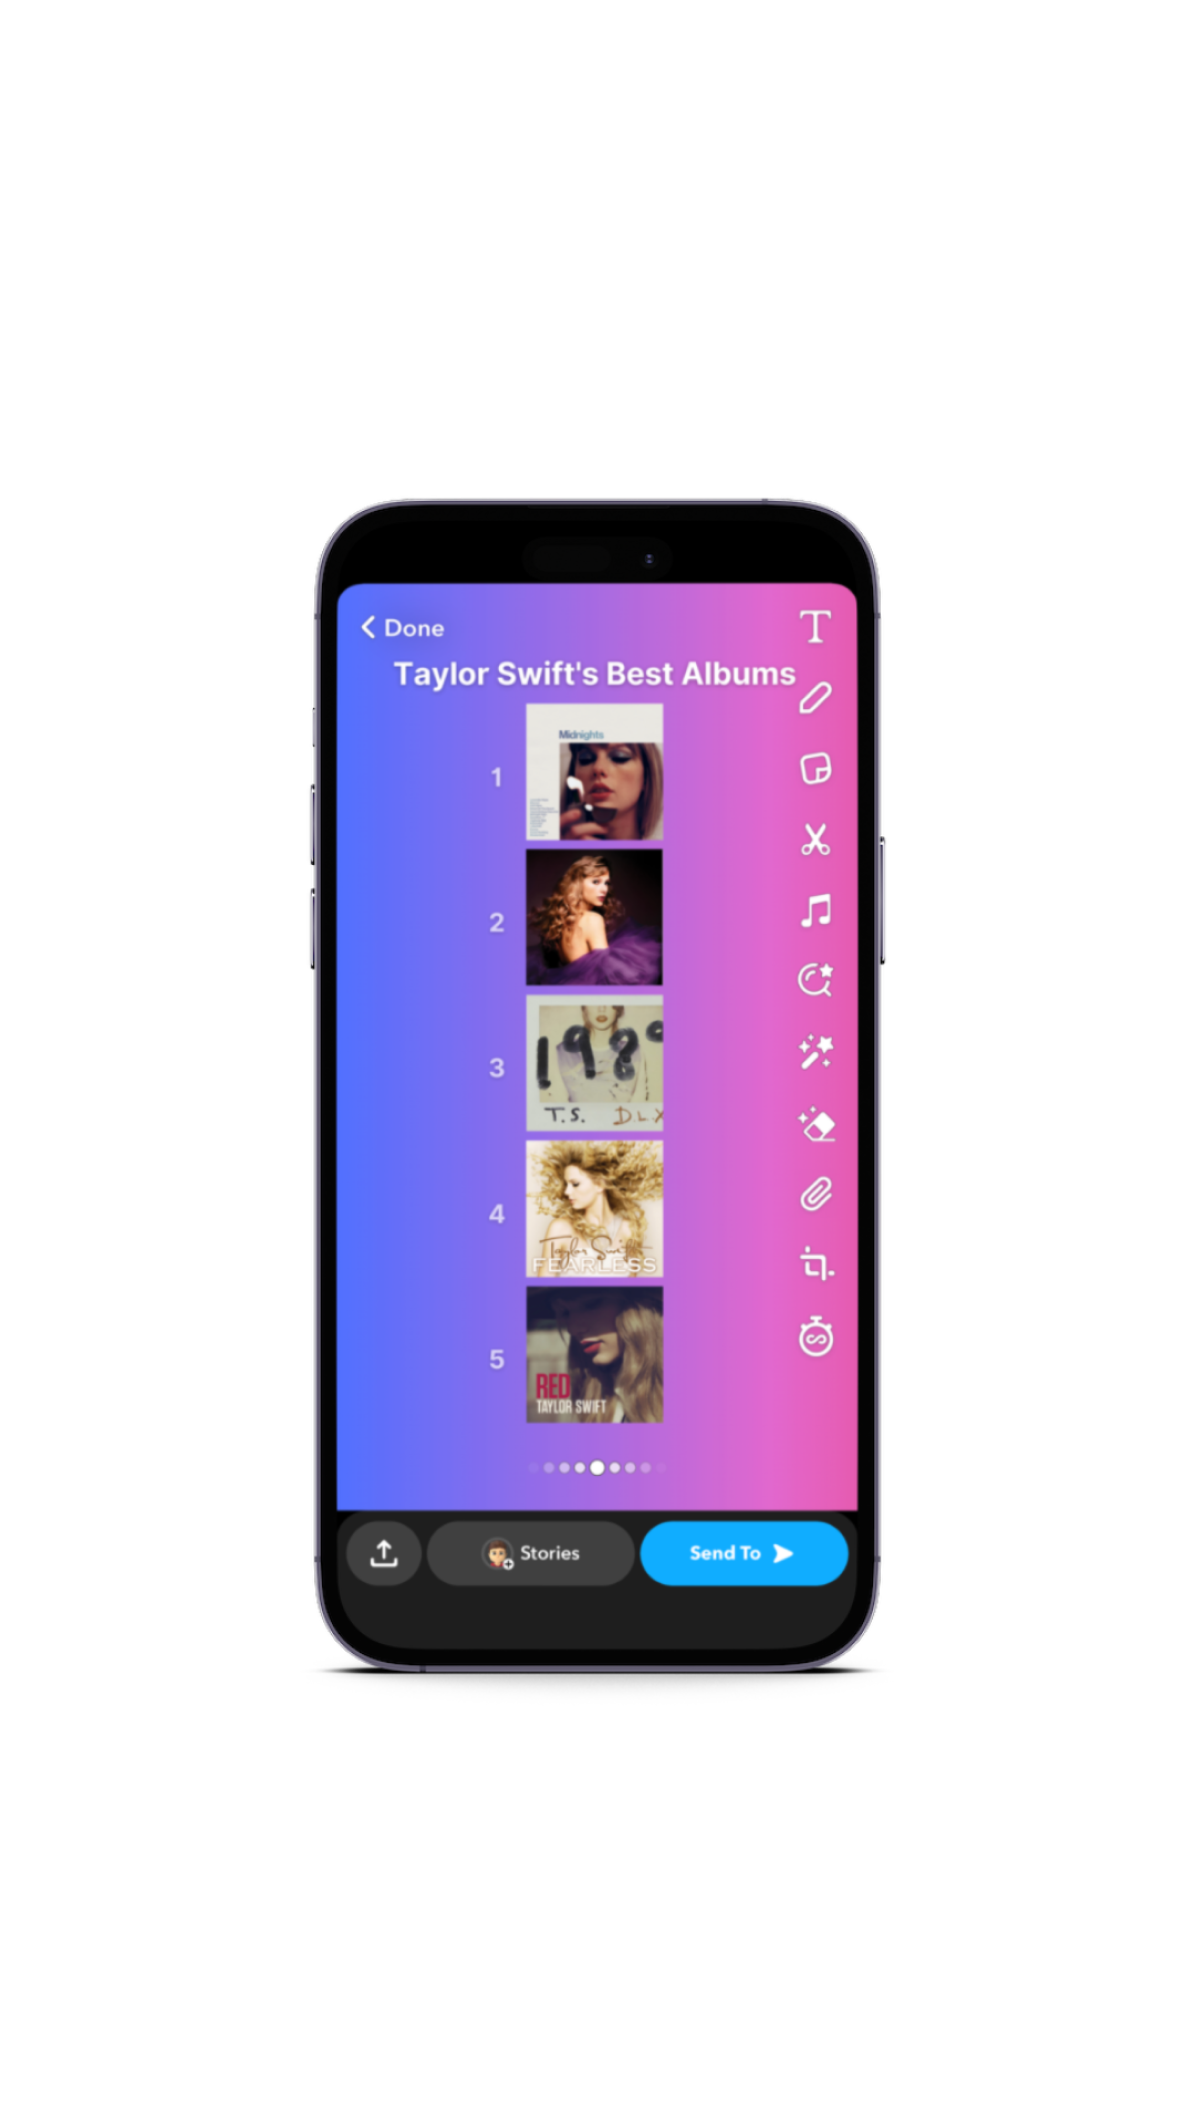 Done
T
Taylor Swift's Best Albums
Midnights
1
2
3
1989
T.S. DLX
4
Taylor Swift
FEARLESS
5
RED
TAYLOR SWIFT
Stories
Send To